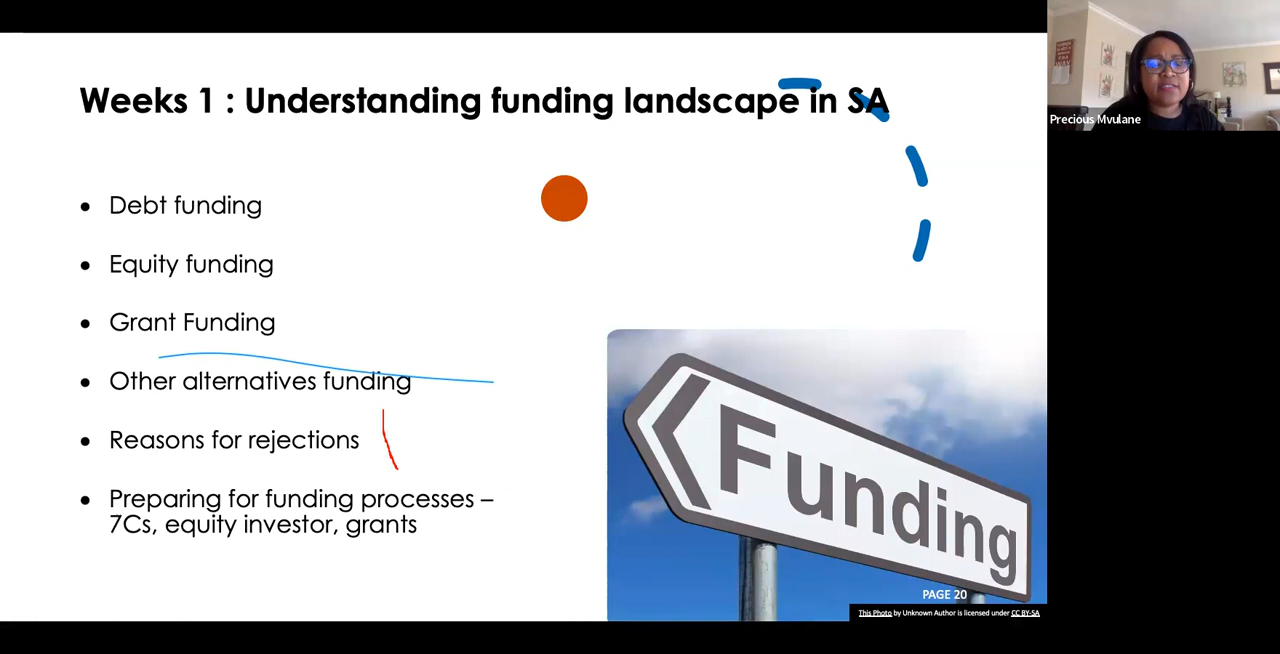 Weeks 1 : Understanding funding landscape in SA
Precious Mvulane
• Debt funding
• Equity funding
• Grant Funding
• Other alternatives funding
• Reasons for rejections
• Preparing for funding processes –
7Cs, equity investor, grants
Funding
PAGE 20
This Photo by Unknown Author is licensed under CC BY-SA